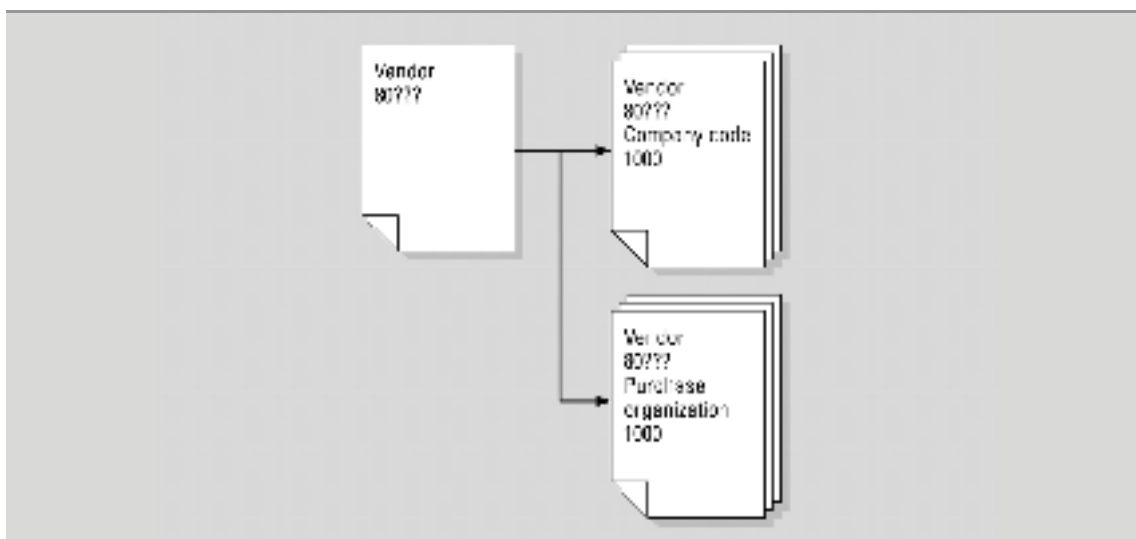 Vendor
80???
Vendor
80???
Company code
1000
Vendor
80???
Purchase
organization
1000